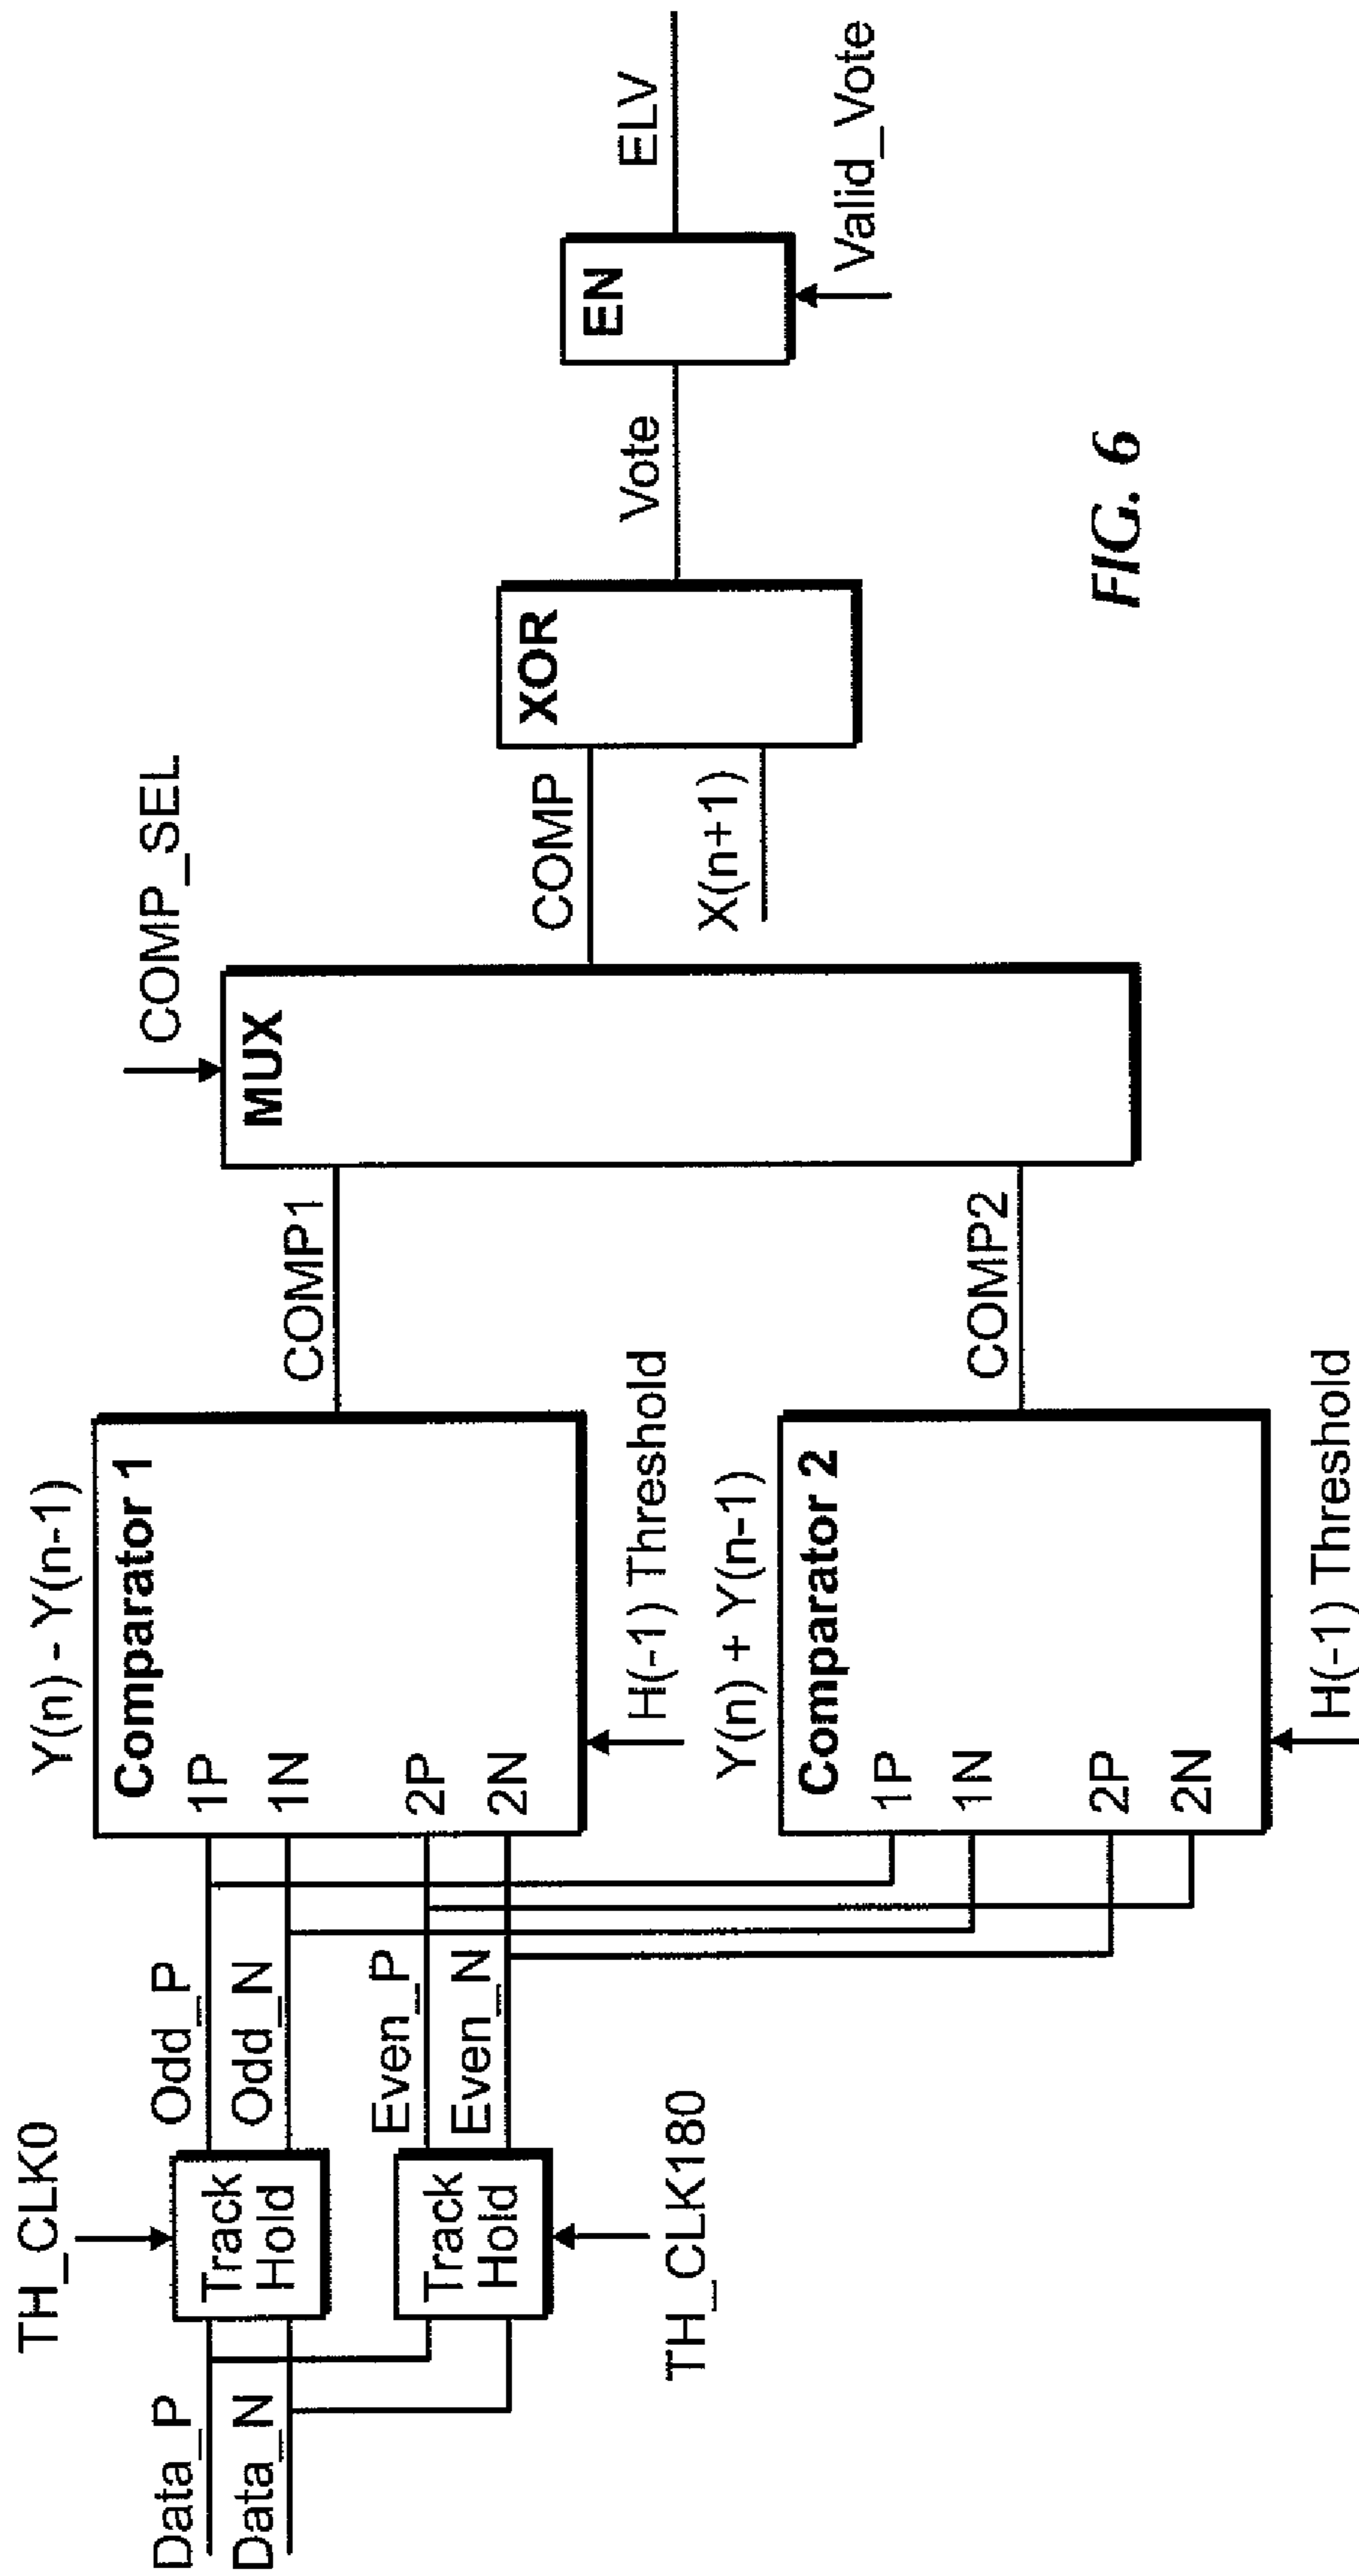 TH_CLK0
Data_P
Data_N
Track
Hold
Track
Hold
TH_CLK180
Odd_P
Odd_N
Even_P
Even_N
Y(n) - Y(n-1)
Comparator 1
1P
1N
2P
2N
H(-1) Threshold
Y(n) + Y(n-1)
Comparator 2
1P
1N
2P
2N
H(-1) Threshold
COMP1
COMP2
COMP_SEL
MUX
COMP
X(n+1)
XOR
Vote
EN
Valid_Vote
ELV
FIG. 6